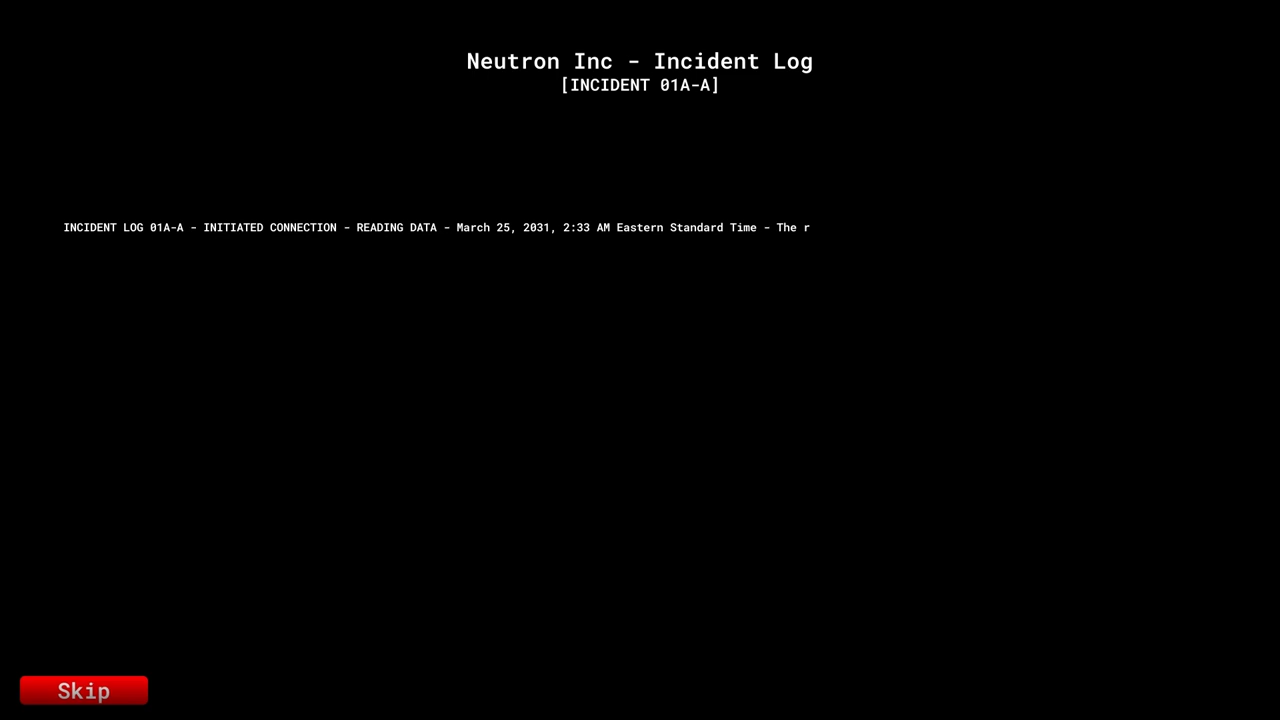 Neutron Inc - Incident Log
[INCIDENT 01A-A]
INCIDENT LOG 01A-A - INITIATED CONNECTION - READING DATA - March 25, 2031, 2:33 AM Eastern Standard Time - The r
Skip